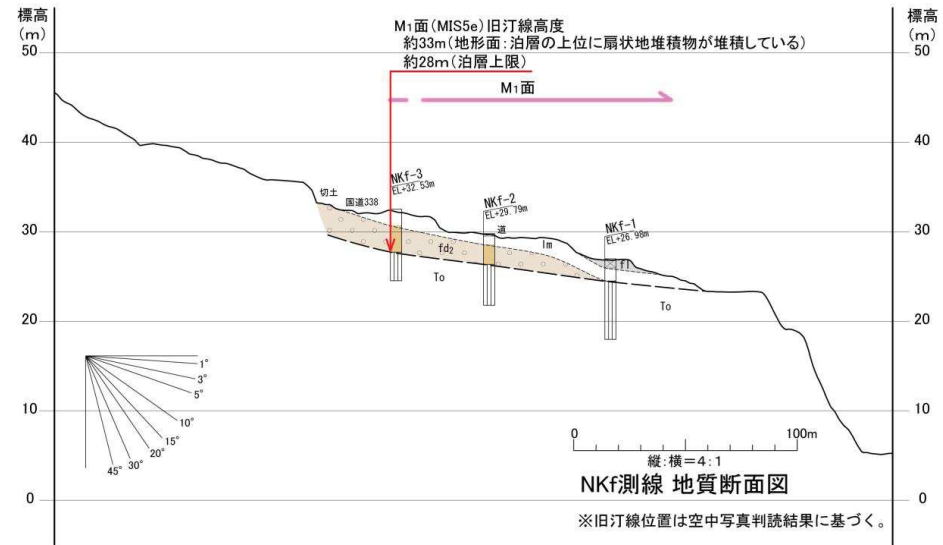 標高
(m)
標高
(m)
M1面(MIS5e)旧汀線高度
約33m(地形面:泊層の上位に扇状地堆積物が堆積している)
約28m(泊層上限)
M1面
50
50
40
40
30
30
20
20
10
10
0
0
切土
国道338
NKf-3
EL+32.53m
NKf-2
EL+29.79m
道
lm
NKf-1
EL+26.98m
fl
fd2
To
To
1°
3°
5°
10°
15°
20°
30°
45°
0
100m
縦:横=4:1
NKf測線 地質断面図
※旧汀線位置は空中写真判読結果に基づく。